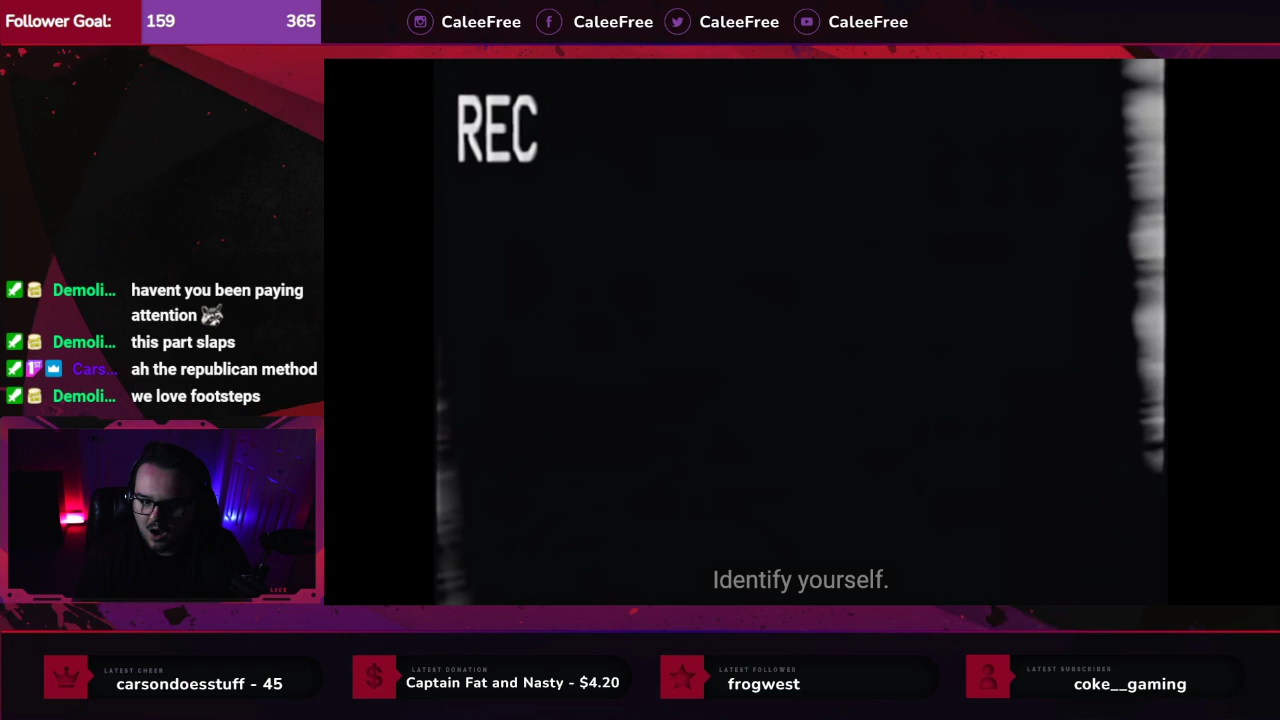 Follower Goal: 159 365
CaleeFree CaleeFree CaleeFree CaleeFree
REC
Demoli... havent you been paying
attention
Demoli... this part slaps
Cars... ah the republican method
Demoli... we love footsteps
LIVE
Identify yourself.
LATEST CHEER
carsondoesstuff - 45
LATEST DONATION
Captain Fat and Nasty - $4.20
LATEST FOLLOWER
frogwest
LATEST SUBSCRIBER
coke__gaming